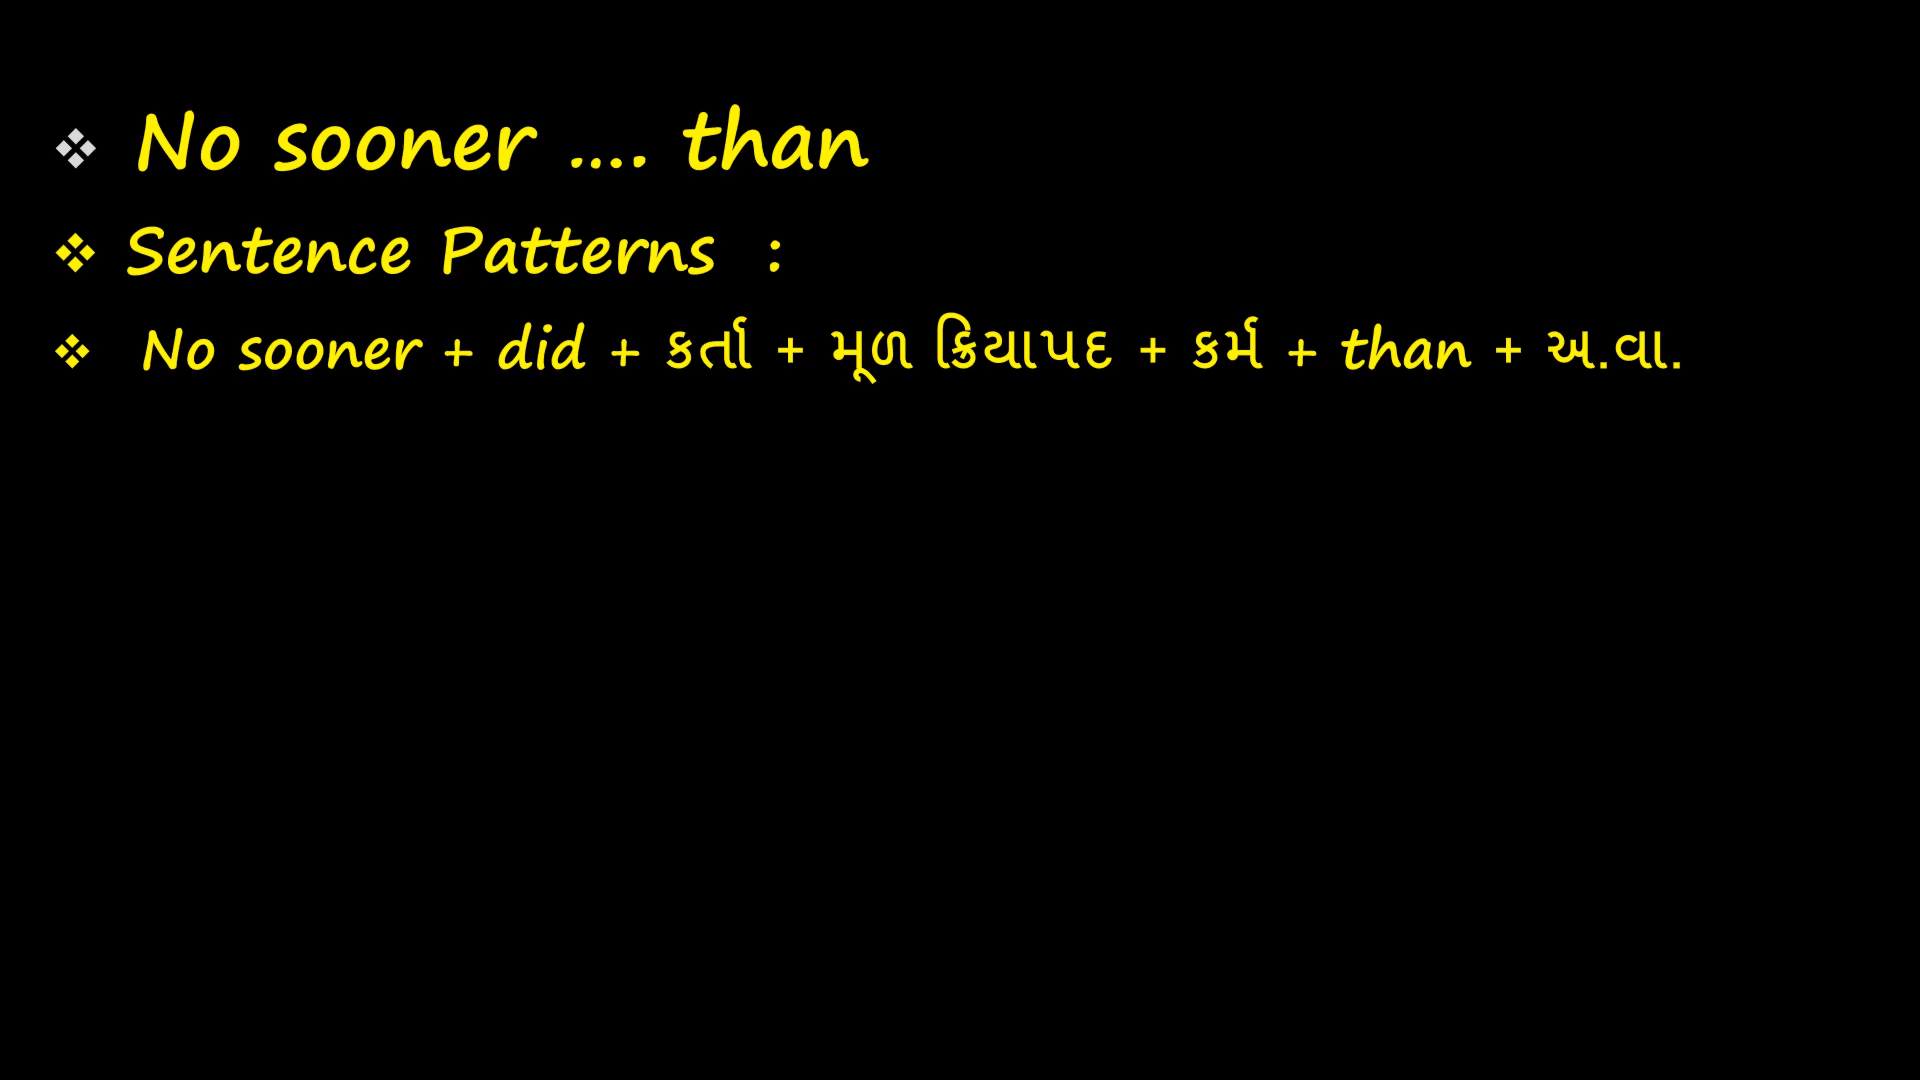 ❖ No sooner .... than
❖ Sentence Patterns :
❖ No sooner + did + કર્તા + મૂળ ક્રિયાપદ + કર્મ + than + અ.વા.